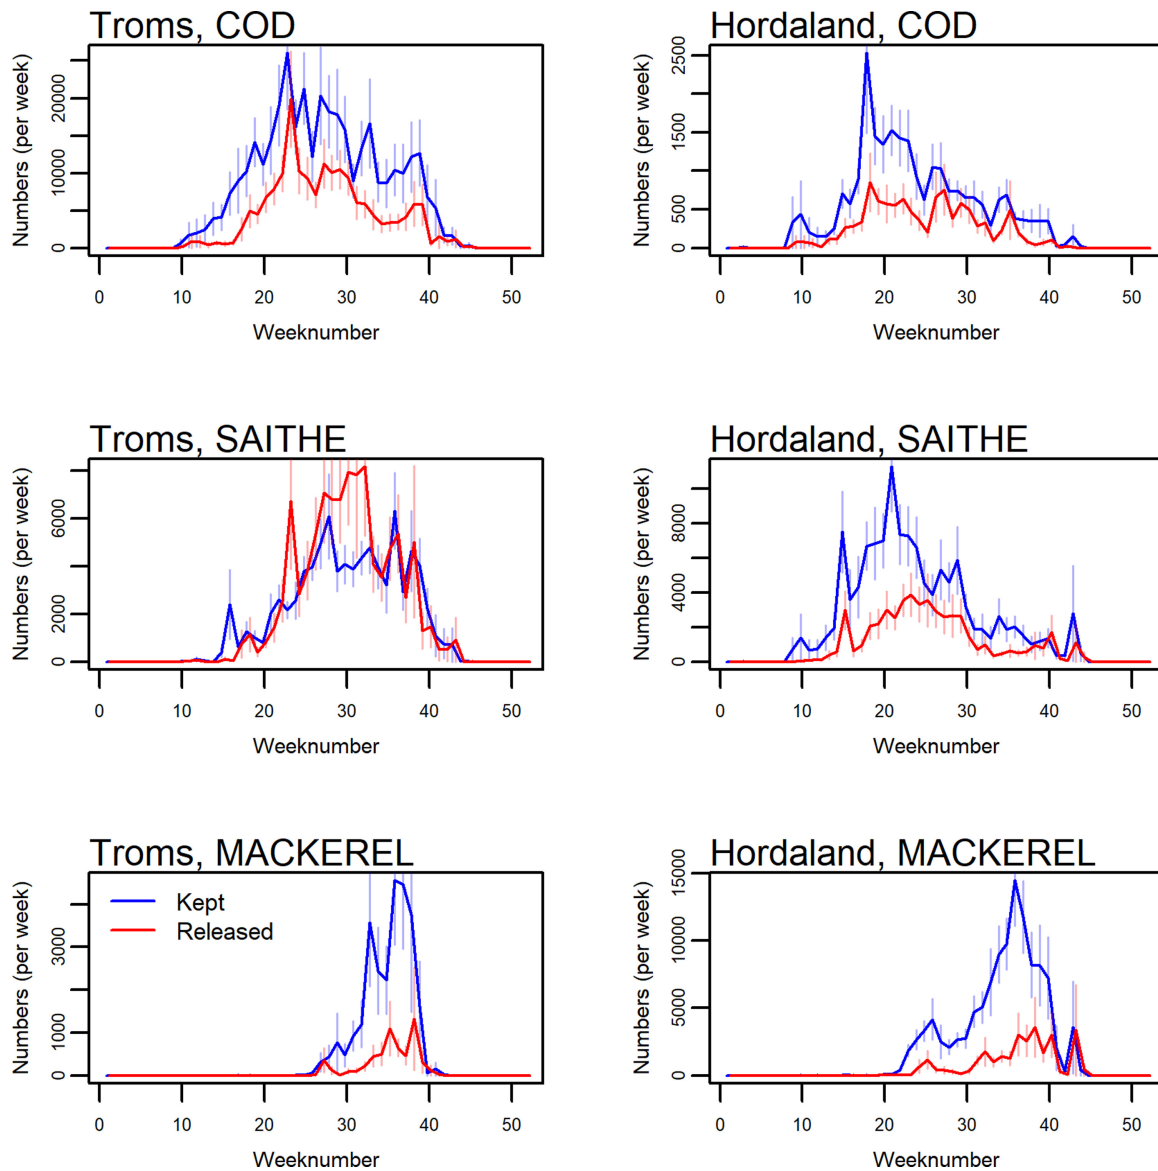 Troms, COD
Numbers (per week)
0
10000
20000
0 10 20 30 40 50
Weeknumber
Hordaland, COD
Numbers (per week)
0
500
1500
2500
0 10 20 30 40 50
Weeknumber
Troms, SAITHE
Numbers (per week)
0
2000
6000
0 10 20 30 40 50
Weeknumber
Hordaland, SAITHE
Numbers (per week)
0
4000
8000
0 10 20 30 40 50
Weeknumber
Troms, MACKEREL
Kept
Released
Numbers (per week)
0
1000
3000
0 10 20 30 40 50
Weeknumber
Hordaland, MACKEREL
Numbers (per week)
0
5000
10000
15000
0 10 20 30 40 50
Weeknumber